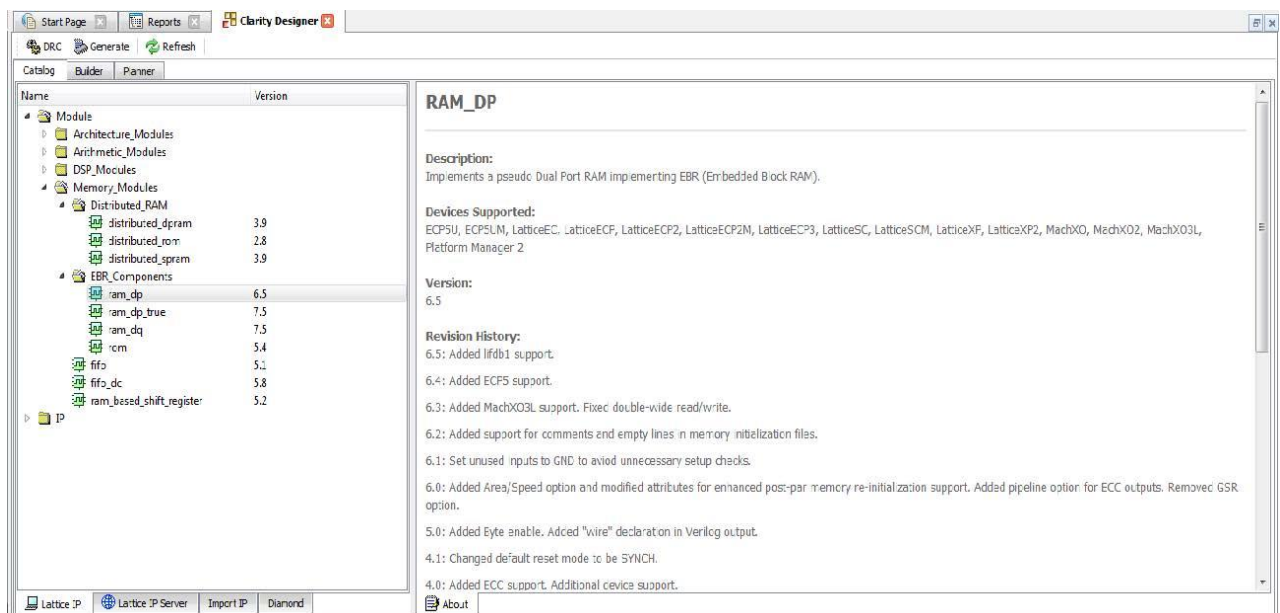 Start Page
Reports
Clarity Designer
DRC Generate Refresh
Catalog Builder Planner
Name Version
Module
Architecture_Modules
Arithmetic_Modules
DSP_Modules
Memory_Modules
Distributed_RAM
distributed_dpram 3.9
distributed_rom 2.8
distributed_spram 3.9
EBR_Components
ram_dp 6.5
ram_dp_true 7.5
ram_dq 7.5
rom 5.4
fifo 5.1
fifo_dc 5.8
ram_based_shift_register 5.2
IP
Lattice IP Lattice IP Server Import IP Diamond
RAM_DP
Description:
Implements a pseudo Dual Port RAM implementing EBR (Embedded Block RAM).
Devices Supported:
ECP5U, ECP5UM, LatticeEC, LatticeECP, LatticeECP2, LatticeECP2M, LatticeECP3, LatticeSC, LatticeSCM, LatticeXP, LatticeXP2, MachXO, MachXO2, MachXO3L,
Platform Manager 2
Version:
6.5
Revision History:
6.5: Added lifdb1 support.
6.4: Added ECP5 support.
6.3: Added MachXO3L support. Fixed double-wide read/write.
6.2: Added support for comments and empty lines in memory initialization files.
6.1: Set unused inputs to GND to aviod unnecessary setup checks.
6.0: Added Area/Speed option and modified attributes for enhanced post-par memory re-initialization support. Added pipeline option for ECC outputs. Removed GSR
option.
5.0: Added Byte enable. Added "wire" declaration in Verilog output.
4.1: Changed default reset mode to be SYNCH.
4.0: Added ECC support. Additional device support.
About